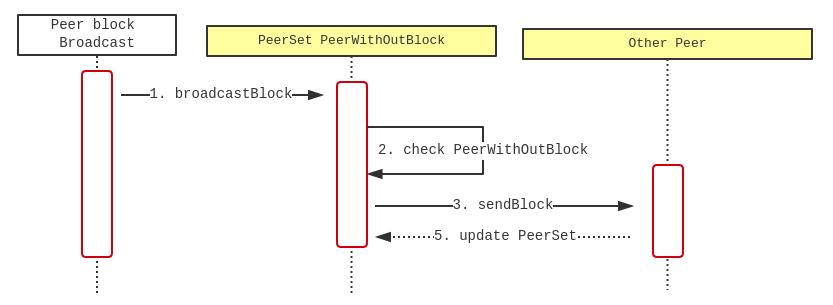 Peer block
Broadcast
PeerSet PeerWithOutBlock
Other Peer
1. broadcastBlock
2. check PeerWithOutBlock
3. sendBlock
5. update PeerSet